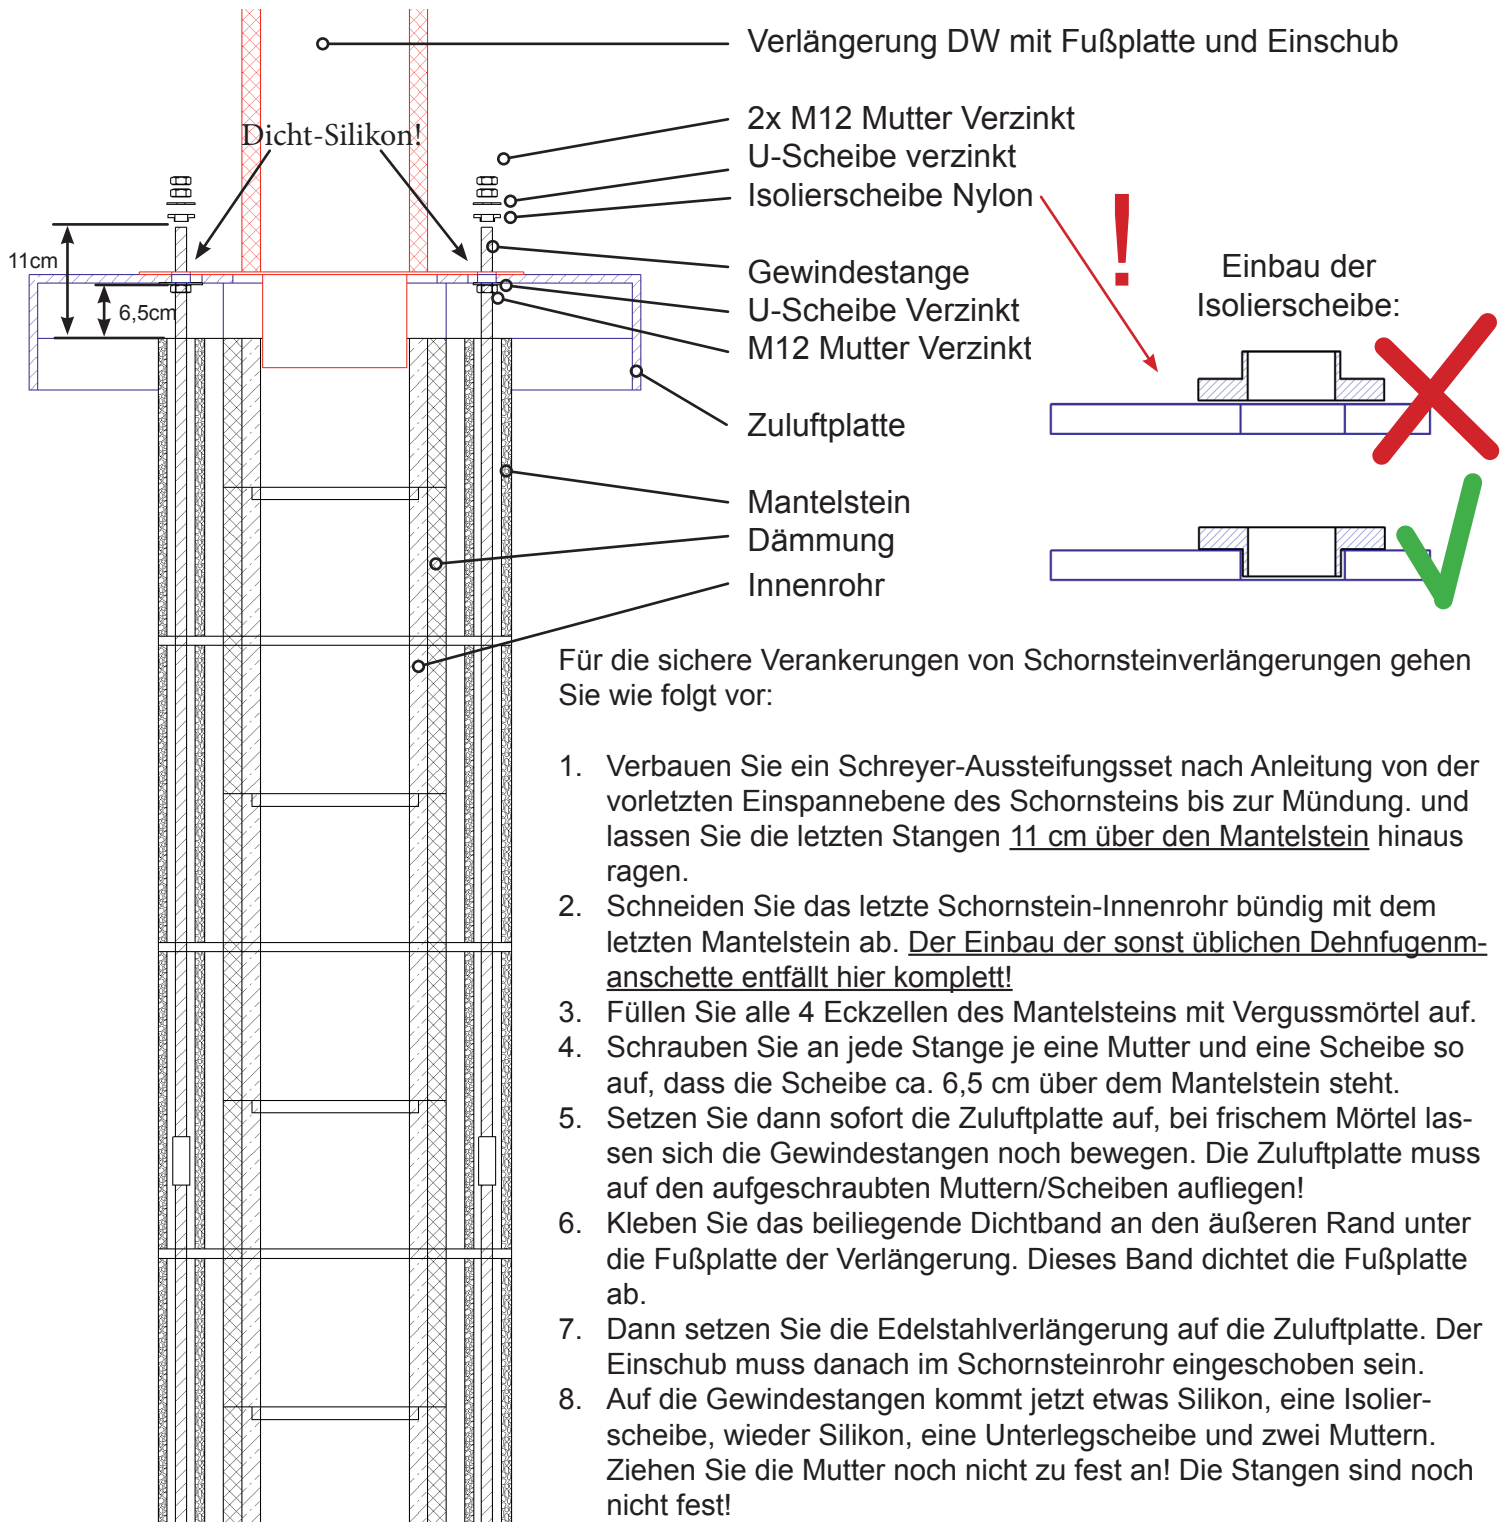 Verlängerung DW mit Fußplatte und Einschub
2x M12 Mutter Verzinkt
U-Scheibe verzinkt
Isolierscheibe Nylon
Dicht-Silikon!
!
11cm
6,5cm
Gewindestange
U-Scheibe Verzinkt
M12 Mutter Verzinkt
Einbau der
Isolierscheibe:
Zuluftplatte
Mantelstein
Dämmung
Innenrohr
Für die sichere Verankerungen von Schornsteinverlängerungen gehen
Sie wie folgt vor:
1. Verbauen Sie ein Schreyer-Aussteifungsset nach Anleitung von der
vorletzten Einspannebene des Schornsteins bis zur Mündung. und
lassen Sie die letzten Stangen 11 cm über den Mantelstein hinaus
ragen.
2. Schneiden Sie das letzte Schornstein-Innenrohr bündig mit dem
letzten Mantelstein ab. Der Einbau der sonst üblichen Dehnfugenm-
anschette entfällt hier komplett!
3. Füllen Sie alle 4 Eckzellen des Mantelsteins mit Vergussmörtel auf.
4. Schrauben Sie an jede Stange je eine Mutter und eine Scheibe so
auf, dass die Scheibe ca. 6,5 cm über dem Mantelstein steht.
5. Setzen Sie dann sofort die Zuluftplatte auf, bei frischem Mörtel las-
sen sich die Gewindestangen noch bewegen. Die Zuluftplatte muss
auf den aufgeschraubten Muttern/Scheiben aufliegen!
6. Kleben Sie das beiliegende Dichtband an den äußeren Rand unter
die Fußplatte der Verlängerung. Dieses Band dichtet die Fußplatte
ab.
7. Dann setzen Sie die Edelstahlverlängerung auf die Zuluftplatte. Der
Einschub muss danach im Schornsteinrohr eingeschoben sein.
8. Auf die Gewindestangen kommt jetzt etwas Silikon, eine Isolier-
scheibe, wieder Silikon, eine Unterlegscheibe und zwei Muttern.
Ziehen Sie die Mutter noch nicht zu fest an! Die Stangen sind noch
nicht fest!